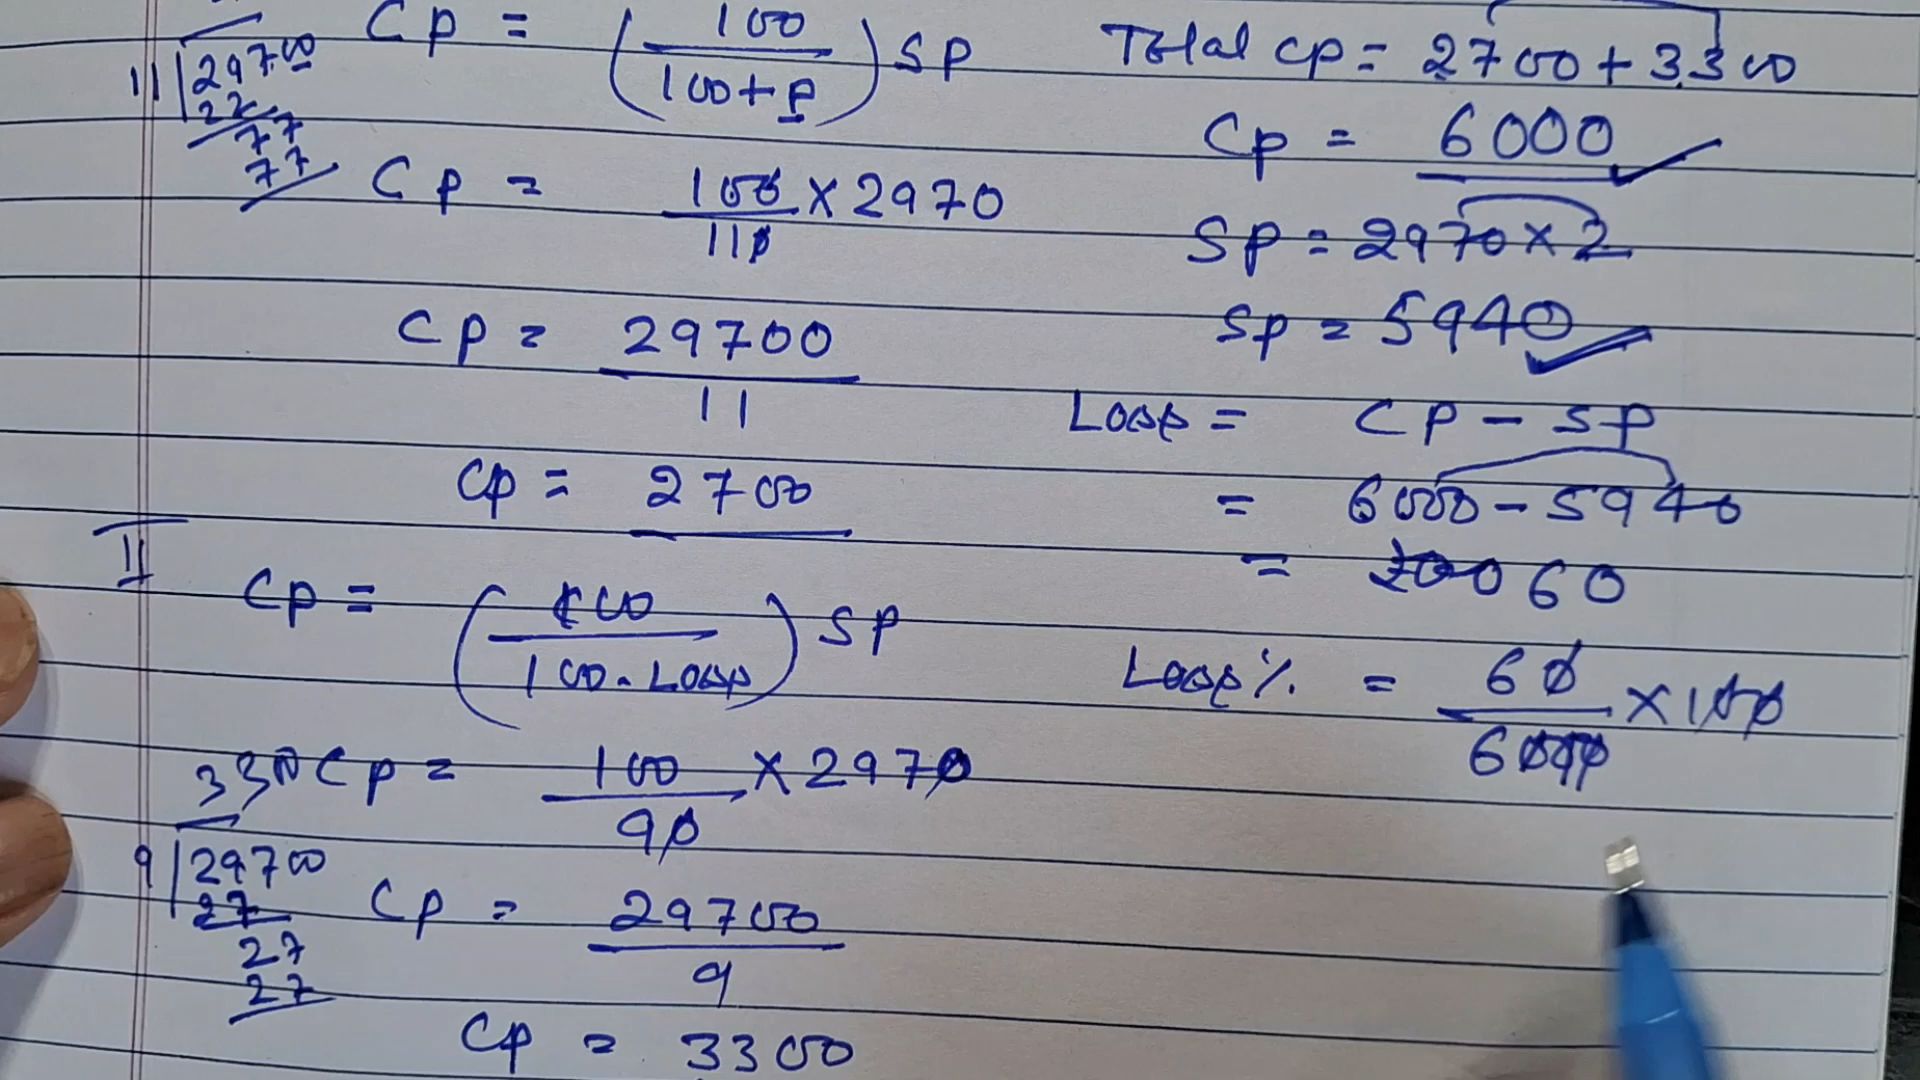 Cp = (100/100+P) SP
11|29700
22
77
77
Cp = 100/110 × 2970
Cp = 29700/11
Cp = 2700
II
Cp = (100/100-Loss) SP
Cp = 100/90 × 2970
3300
9|29700
27
27
27
Cp = 29700/9
Cp = 3300
Total Cp = 2700+3300
Cp = 6000
SP = 2970×2
SP = 5940
Loss = CP-SP
= 6000-5940
= 060
Loss% = 60/6000 ×100